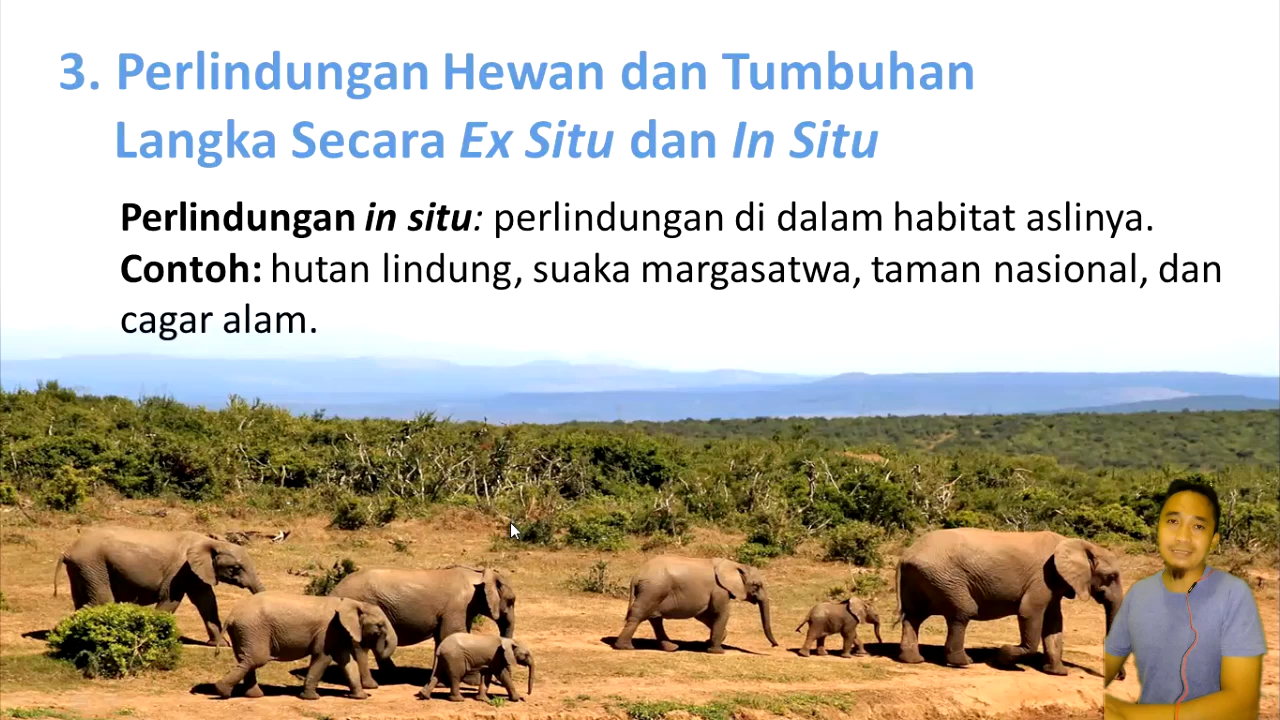 3. Perlindungan Hewan dan Tumbuhan
Langka Secara Ex Situ dan In Situ
Perlindungan in situ: perlindungan di dalam habitat aslinya.
Contoh: hutan lindung, suaka margasatwa, taman nasional, dan
cagar alam.